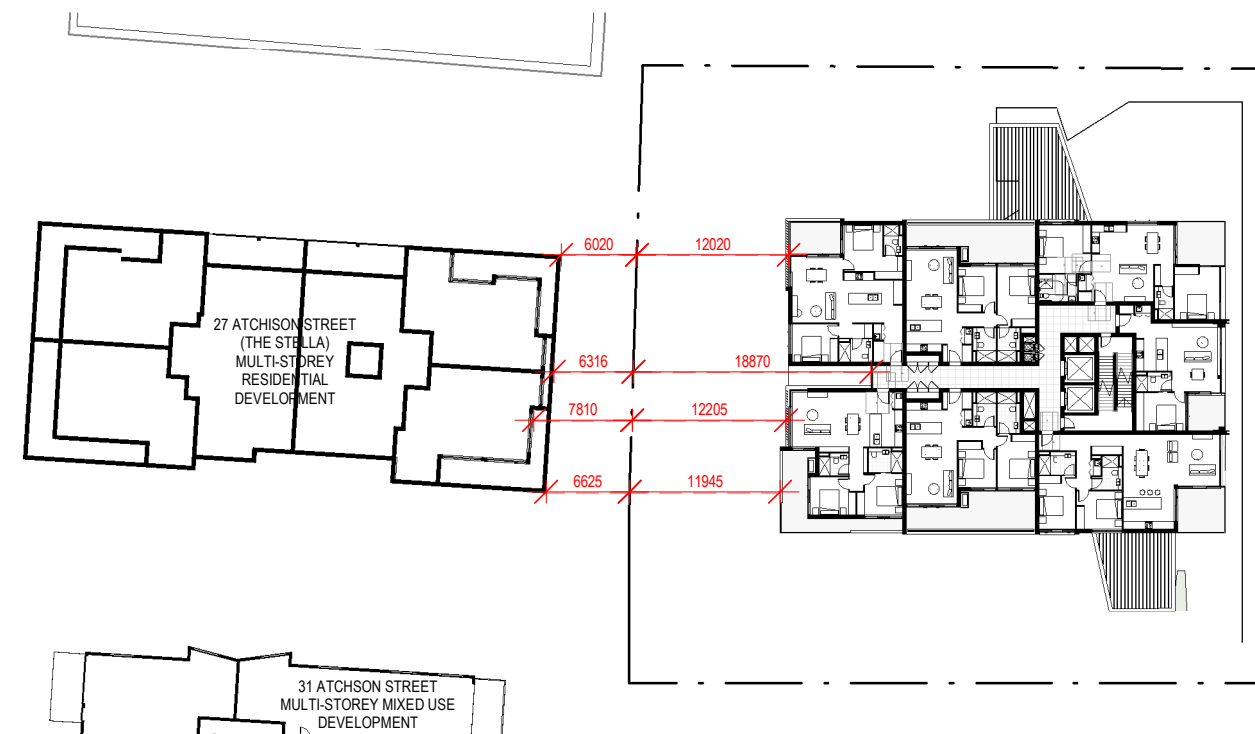 6020
12020
27 ATCHISON STREET
(THE STELLA)
MULTI-STOREY
RESIDENTIAL
DEVELORMENT
6316
18870
7810
12205
6625
11945
31 ATCHSON STREET
MULTI-STOREY MIXED USE
DEVELOPMENT